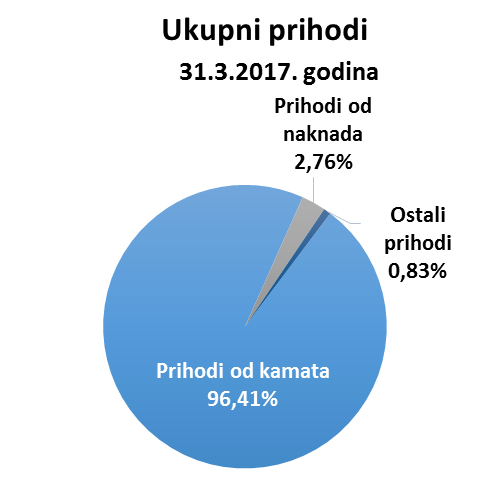 Ukupni prihodi
31.3.2017. godina
Prihodi od
naknada
2,76%
Ostali
prihodi
0,83%
Prihodi od kamata
96,41%